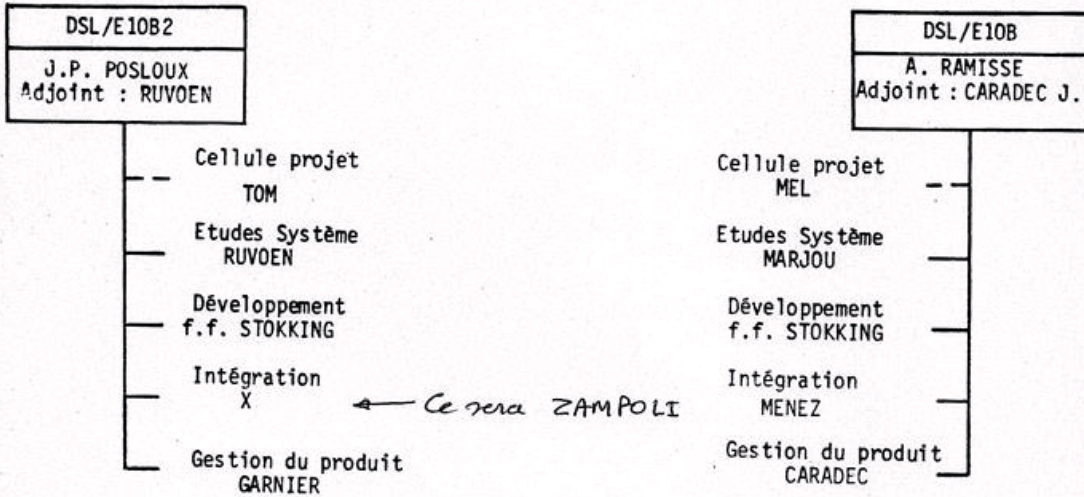 DSL/E10B2
J.P. POSLOUX
Adjoint : RUVOEN
Cellule projet
TOM
Etudes Système
RUVOEN
Développement
f.f. STOKKING
Intégration
X
← Ce sera ZAMPOLI
Gestion du produit
GARNIER
DSL/E10B
A. RAMISSE
Adjoint : CARADEC J.
Cellule projet
MEL
Etudes Système
MARJOU
Développement
f.f. STOKKING
Intégration
MENEZ
Gestion du produit
CARADEC